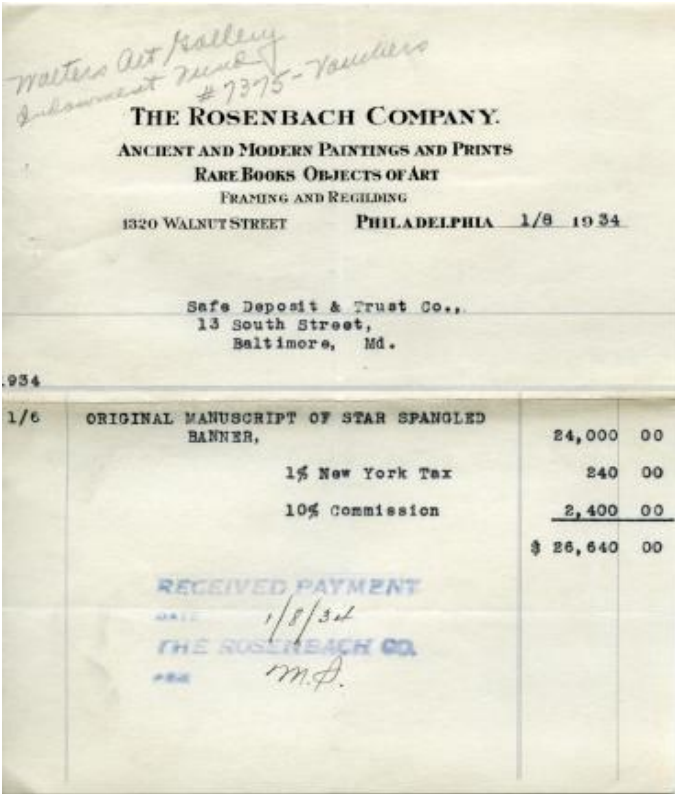 Walters Art Gallery
Endowment Fund
#7375-Vouchers
THE ROSENBACH COMPANY.
ANCIENT AND MODERN PAINTINGS AND PRINTS
RARE BOOKS OBJECTS OF ART
FRAMING AND REGILDING
1320 WALNUT STREET PHILADELPHIA 1/8 1934
Safe Deposit & Trust Co.,
13 South Street,
Baltimore, Md.
934
1/6 ORIGINAL MANUSCRIPT OF STAR SPANGLED
BANNER, 24,000 00
1% New York Tax 240 00
10% Commission 2,400 00
$ 26,640 00
RECEIVED PAYMENT
DATE 1/8/34
THE ROSENBACH CO.
M.S.